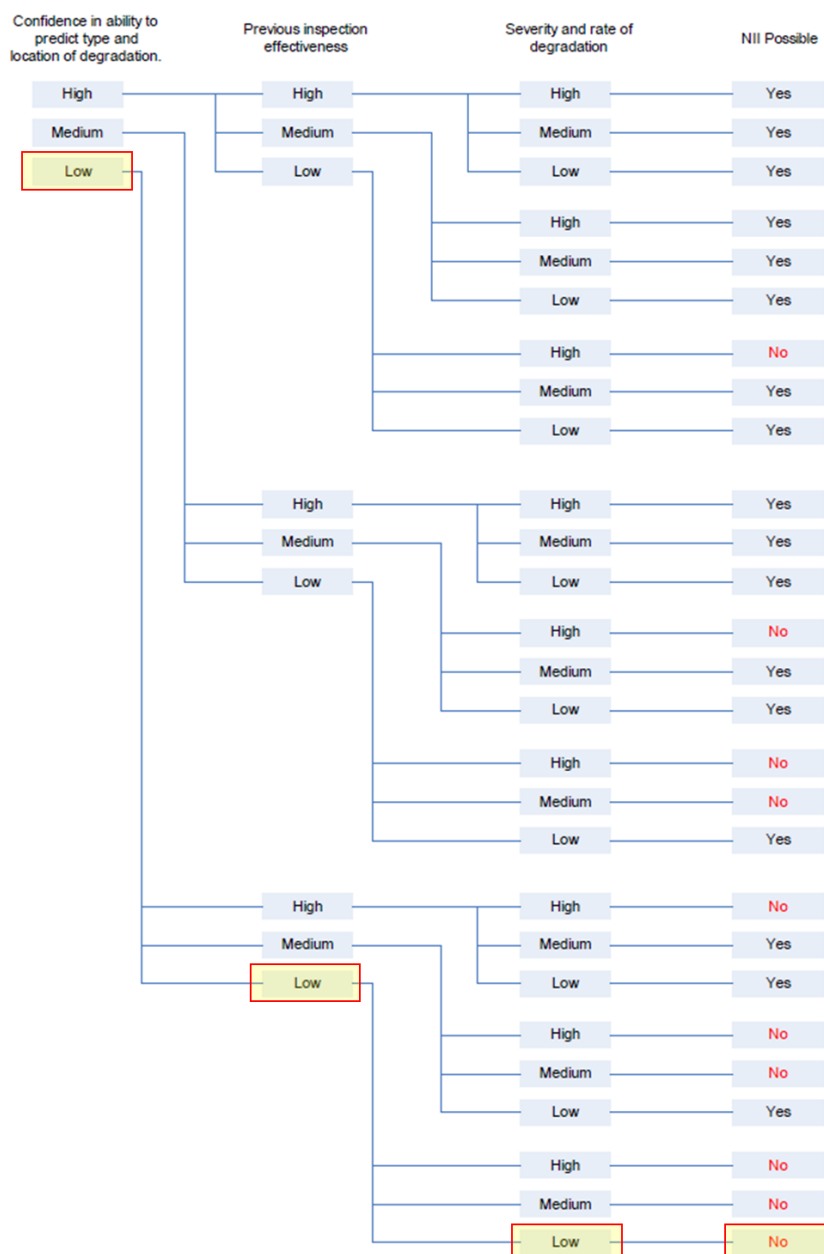 Confidence in ability to
predict type and
location of degradation.
Previous inspection
effectiveness
Severity and rate of
degradation
NII Possible
High High High Yes
Medium Medium Medium Yes
Low Low Low Yes
High Yes
Medium Yes
Low Yes
High No
Medium Yes
Low Yes
High High Yes
Medium Medium Yes
Low Low Yes
High No
Medium Yes
Low Yes
High No
Medium No
Low Yes
High High No
Medium Medium Yes
Low Low Yes
High No
Medium No
Low Yes
High No
Medium No
Low No